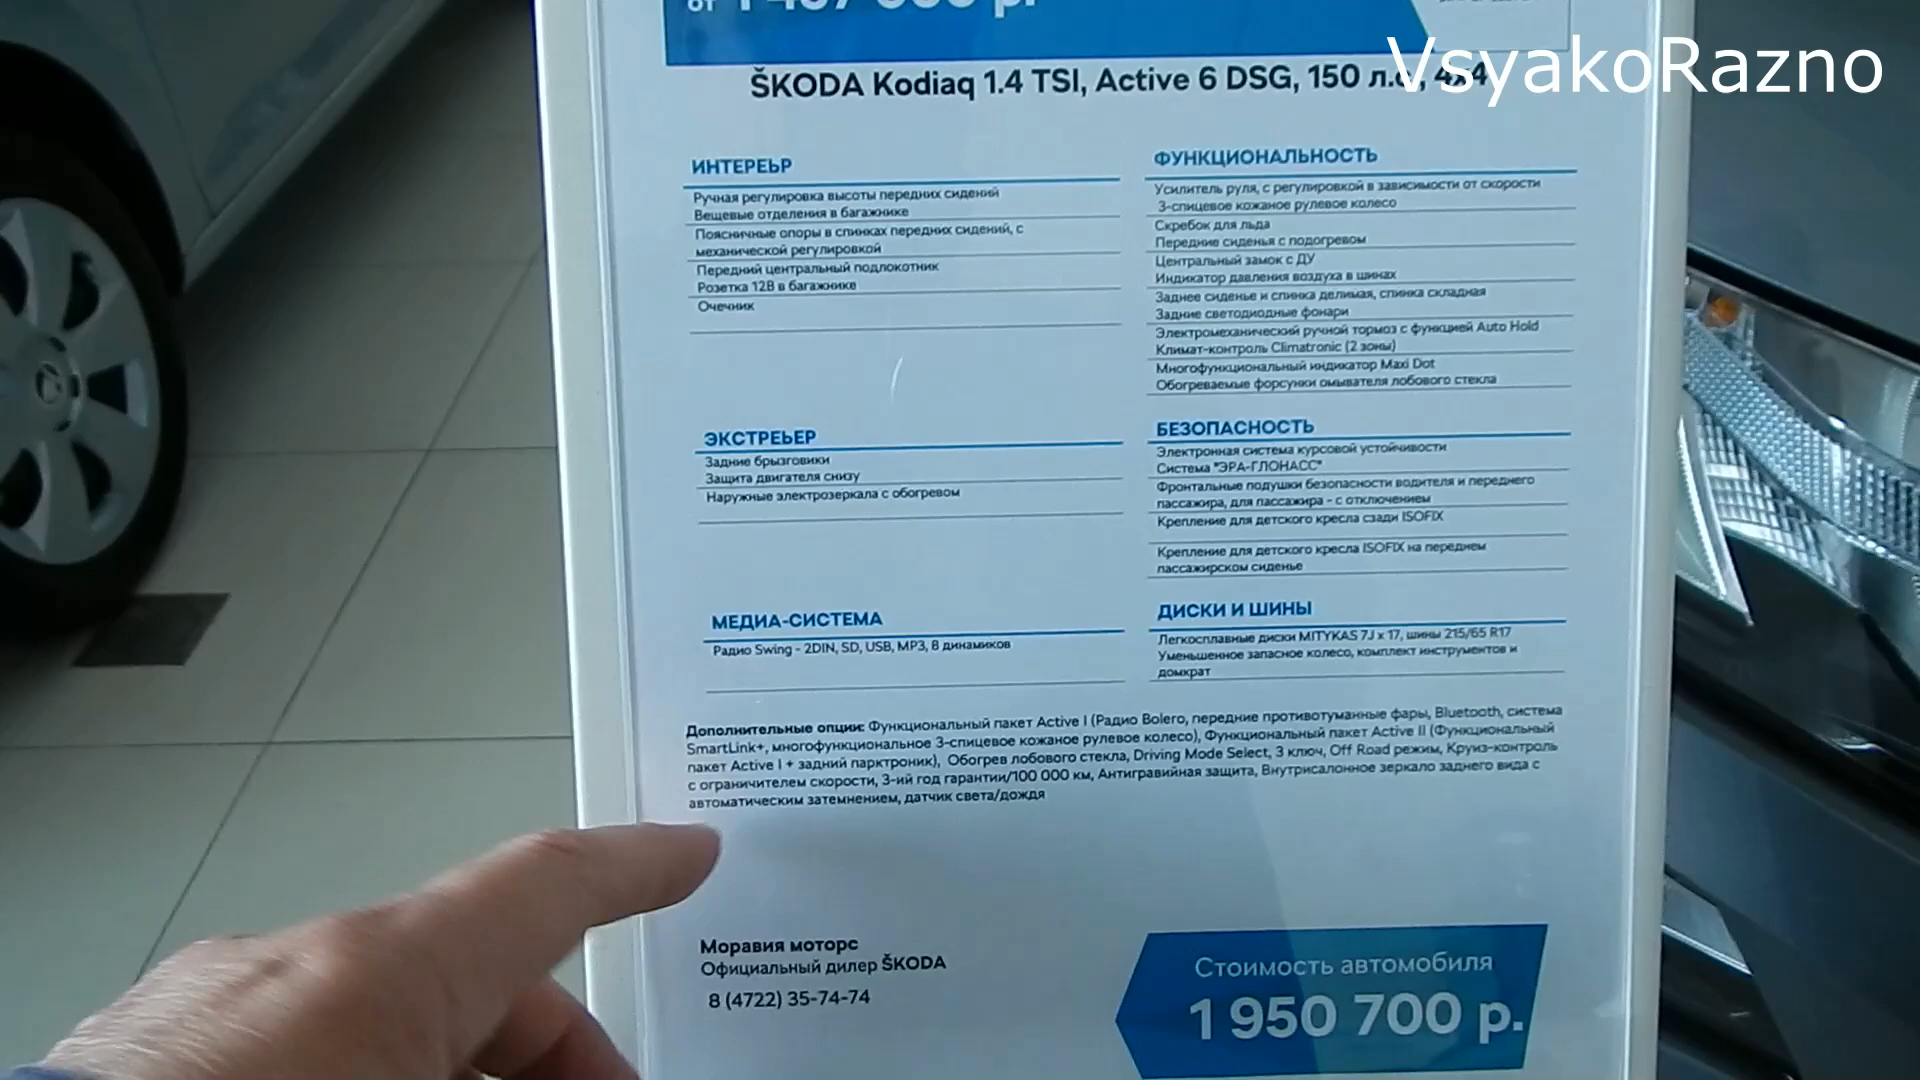 от
VsyakoRazno
ŠKODA Kodiaq 1.4 TSI, Active 6 DSG, 150 л.с., 4x4
ИНТЕРЕЬР
Ручная регулировка высоты передних сидений
Вещевые отделения в багажнике
Поясничные опоры в спинках передних сидений, с
механической регулировкой
Передний центральный подлокотник
Розетка 12В в багажнике
Очечник
ФУНКЦИОНАЛЬНОСТЬ
Усилитель руля, с регулировкой в зависимости от скорости
3-спицевое кожаное рулевое колесо
Скребок для льда
Передние сиденья с подогревом
Центральный замок с ДУ
Индикатор давления воздуха в шинах
Заднее сиденье и спинка делимая, спинка складная
Задние светодиодные фонари
Электромеханический ручной тормоз с функцией Auto Hold
Климат-контроль Climatronic (2 зоны)
Многофункциональный индикатор Maxi Dot
Обогреваемые форсунки омывателя лобового стекла
ЭКСТРЕЬЕР
Задние брызговики
Защита двигателя снизу
Наружные электрозеркала с обогревом
БЕЗОПАСНОСТЬ
Электронная система курсовой устойчивости
Система "ЭРА-ГЛОНАСС"
Фронтальные подушки безопасности водителя и переднего
пассажира, для пассажира - с отключением
Крепление для детского кресла сзади ISOFIX
Крепление для детского кресла ISOFIX на переднем
пассажирском сиденье
МЕДИА-СИСТЕМА
Радио Swing - 2DIN, SD, USB, MP3, 8 динамиков
ДИСКИ И ШИНЫ
Легкосплавные диски MITYKAS 7J x 17, шины 215/65 R17
Уменьшенное запасное колесо, комплект инструментов и
домкрат
Дополнительные опции: Функциональный пакет Active I (Радио Bolero, передние противотуманные фары, Bluetooth, система
SmartLink+, многофункциональное 3-спицевое кожаное рулевое колесо), Функциональный пакет Active II (Функциональный
пакет Active I + задний парктроник), Обогрев лобового стекла, Driving Mode Select, 3 ключ, Off Road режим, Круиз-контроль
с ограничителем скорости, 3-ий год гарантии/100 000 км, Антигравийная защита, Внутрисалонное зеркало заднего вида с
автоматическим затемнением, датчик света/дождя
Моравия моторс
Официальный дилер ŠKODA
8 (4722) 35-74-74
Стоимость автомобиля
1 950 700 р.